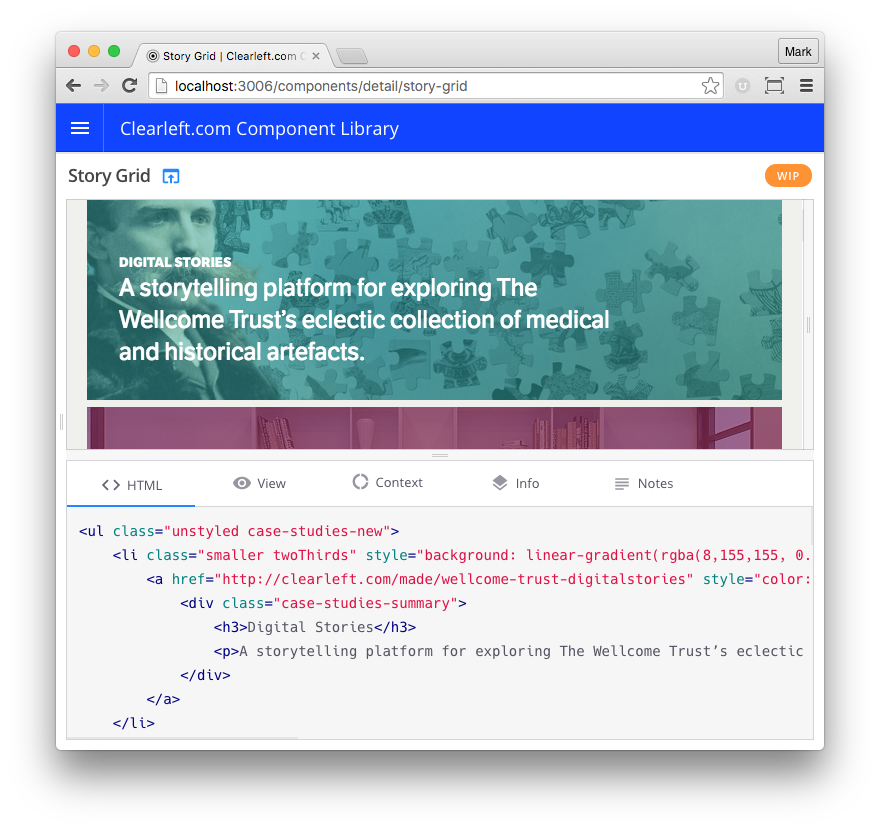 Story Grid | Clearleft.com C
Mark
localhost:3006/components/detail/story-grid
Clearleft.com Component Library
Story Grid
WIP
DIGITAL STORIES
A storytelling platform for exploring The
Wellcome Trust’s eclectic collection of medical
and historical artefacts.
HTML
View
Context
Info
Notes
<ul class="unstyled case-studies-new">
<li class="smaller twoThirds" style="background: linear-gradient(rgba(8,155,155, 0.
<a href="http://clearleft.com/made/wellcome-trust-digitalstories" style="color:
<div class="case-studies-summary">
<h3>Digital Stories</h3>
<p>A storytelling platform for exploring The Wellcome Trust’s eclectic
</div>
</a>
</li>